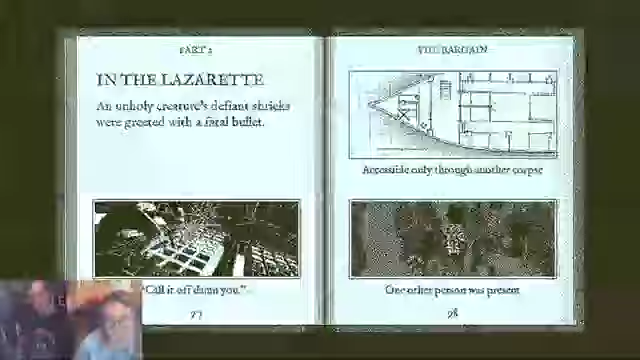 PART 2
IN THE LAZARETTE
An unholy creature's defiant shrieks
were greeted with a fatal bullet.
"Call it off damn you."
77
THE BARGAIN
Accessible only through another corpse
One other person was present
78